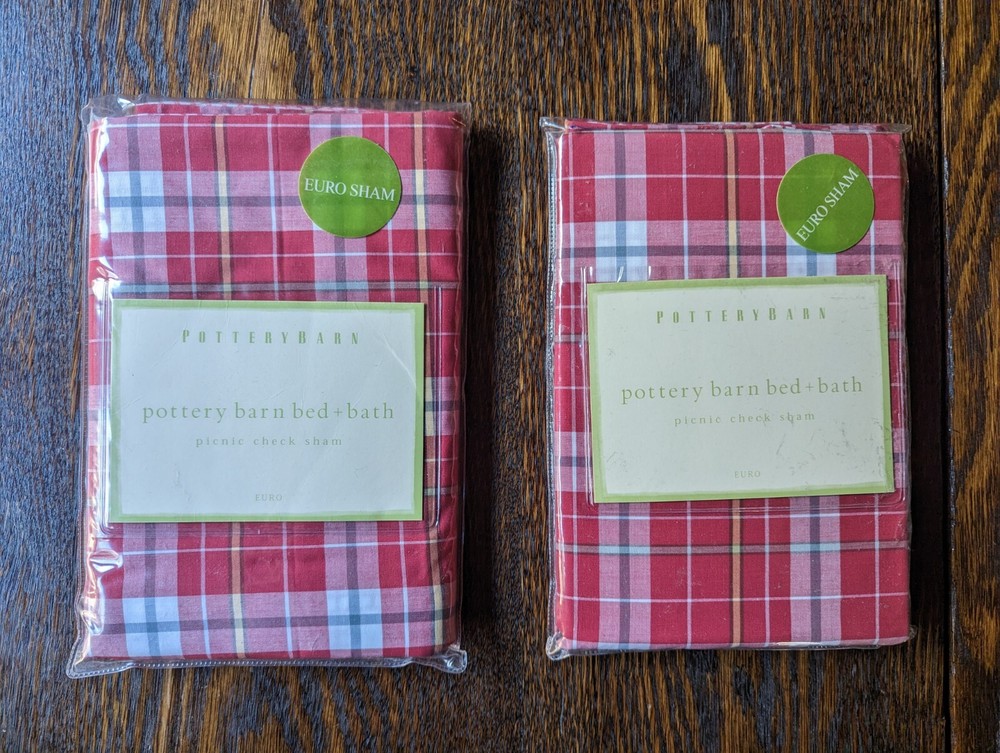 EURO SHAM
POTTERYBARN
pottery barn bed+bath
picnic check sham
EURO
EURO SHAM
POTTERYBARN
pottery barn bed+bath
picnic check sham
EURO